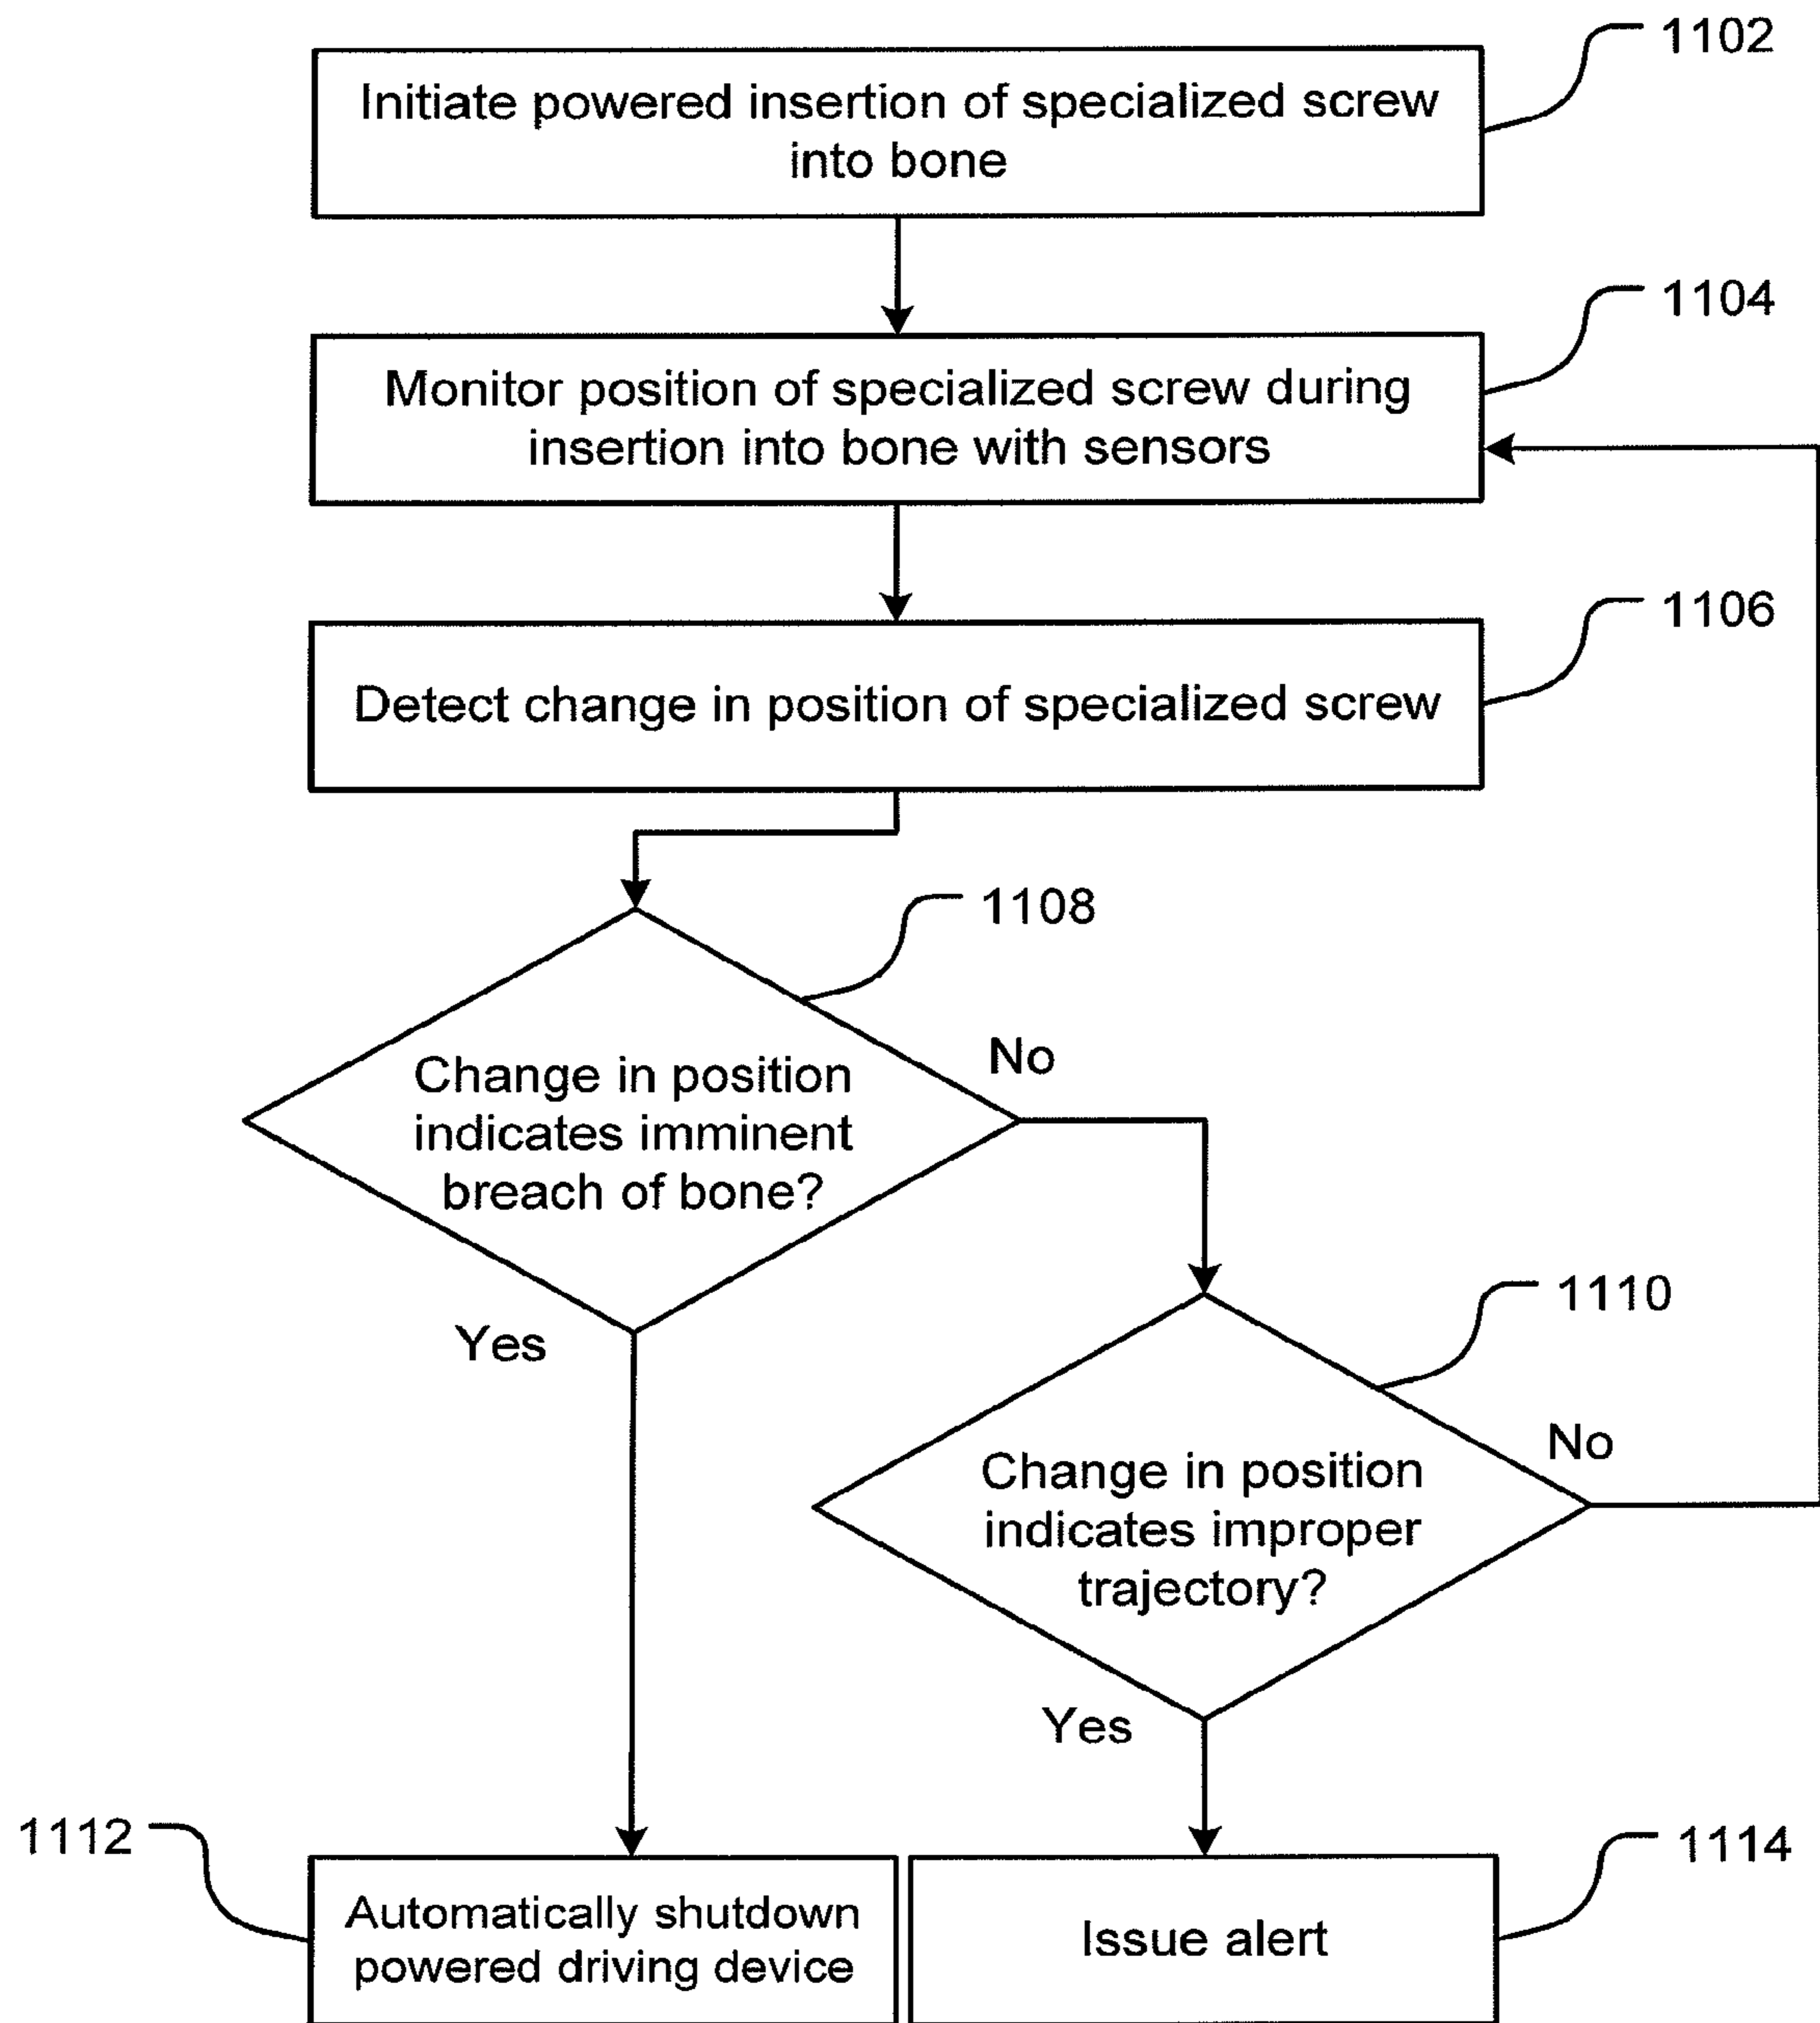 1102
Initiate powered insertion of specialized screw
into bone
1104
Monitor position of specialized screw during
insertion into bone with sensors
1106
Detect change in position of specialized screw
1108
Change in position
indicates imminent
breach of bone?
No
Yes
1110
Change in position
indicates improper
trajectory?
No
Yes
1112
Automatically shutdown
powered driving device
1114
Issue alert